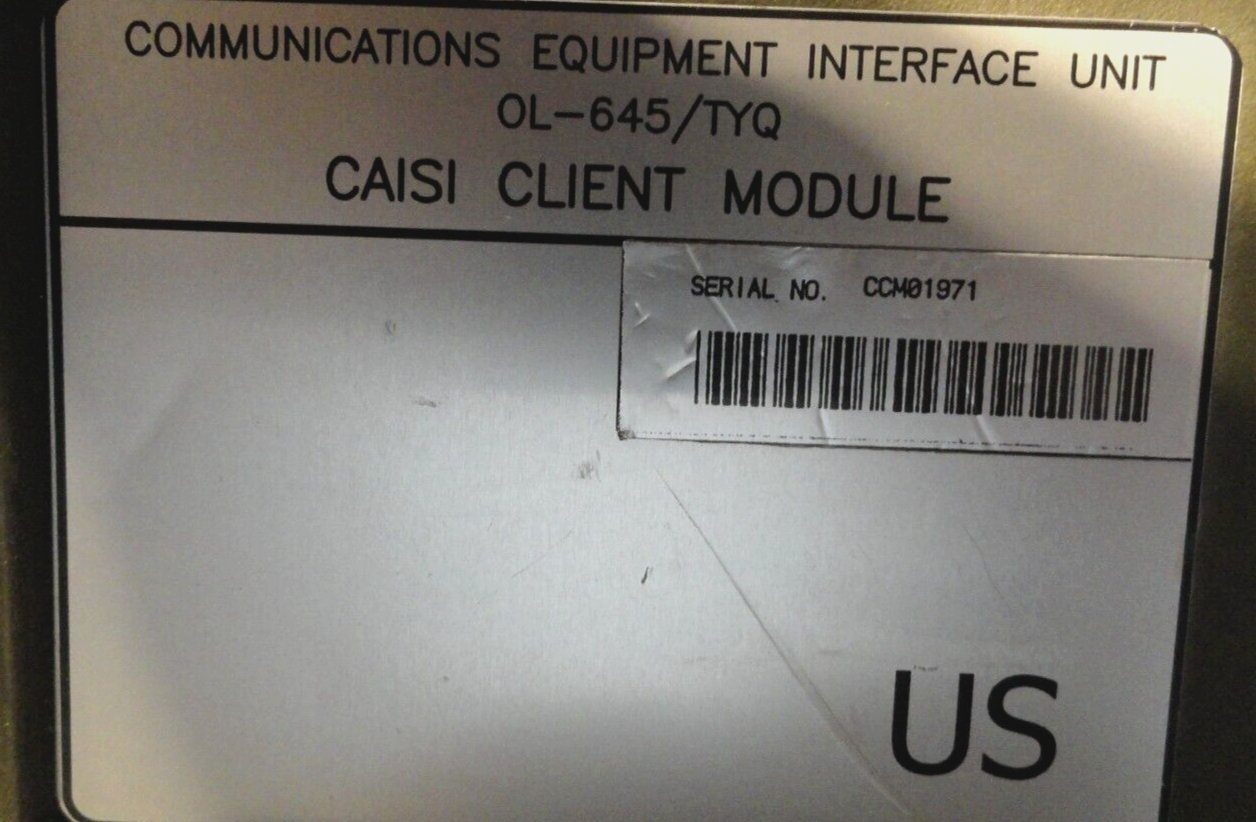 COMMUNICATIONS EQUIPMENT INTERFACE UNIT
OL-645/TYQ
CAISI CLIENT MODULE
SERIAL NO. CCM01971
US